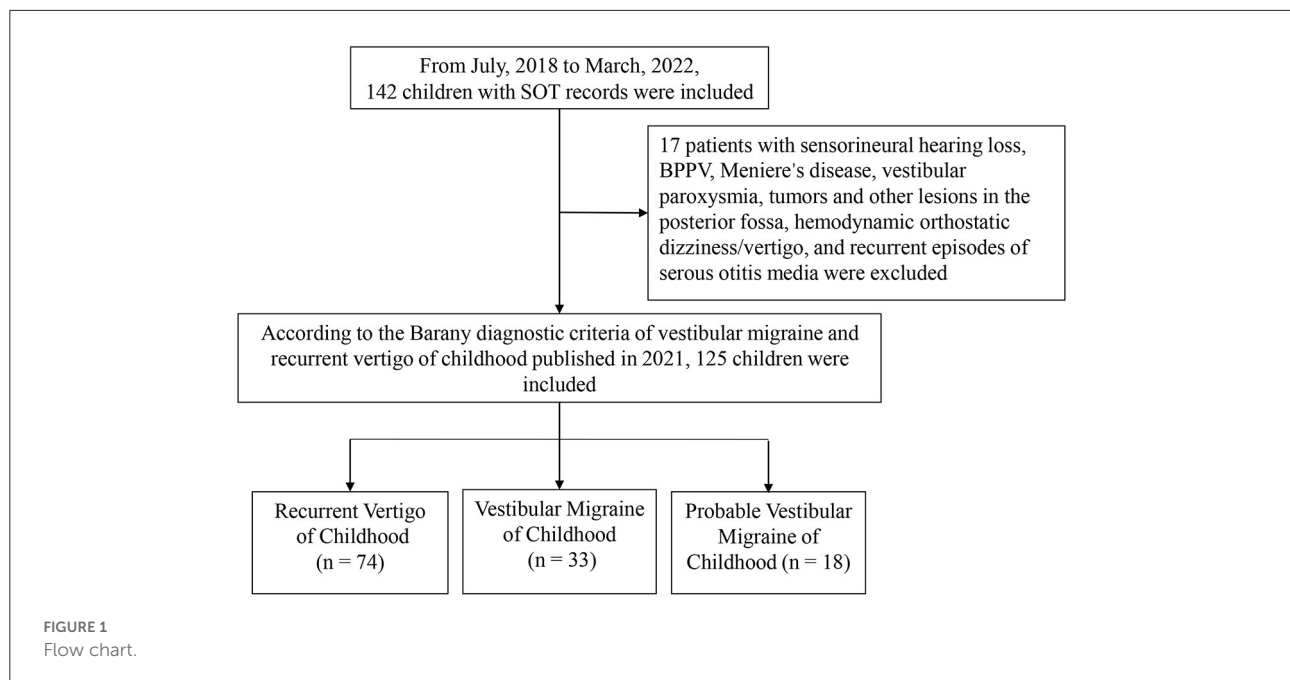 From July, 2018 to March, 2022,
142 children with SOT records were included
17 patients with sensorineural hearing loss,
BPPV, Meniere's disease, vestibular
paroxysmia, tumors and other lesions in the
posterior fossa, hemodynamic orthostatic
dizziness/vertigo, and recurrent episodes of
serous otitis media were excluded
According to the Barany diagnostic criteria of vestibular migraine and
recurrent vertigo of childhood published in 2021, 125 children were
included
Recurrent Vertigo
of Childhood
(n = 74)
Vestibular Migraine
of Childhood
(n = 33)
Probable Vestibular
Migraine of
Childhood (n = 18)
FIGURE 1
Flow chart.